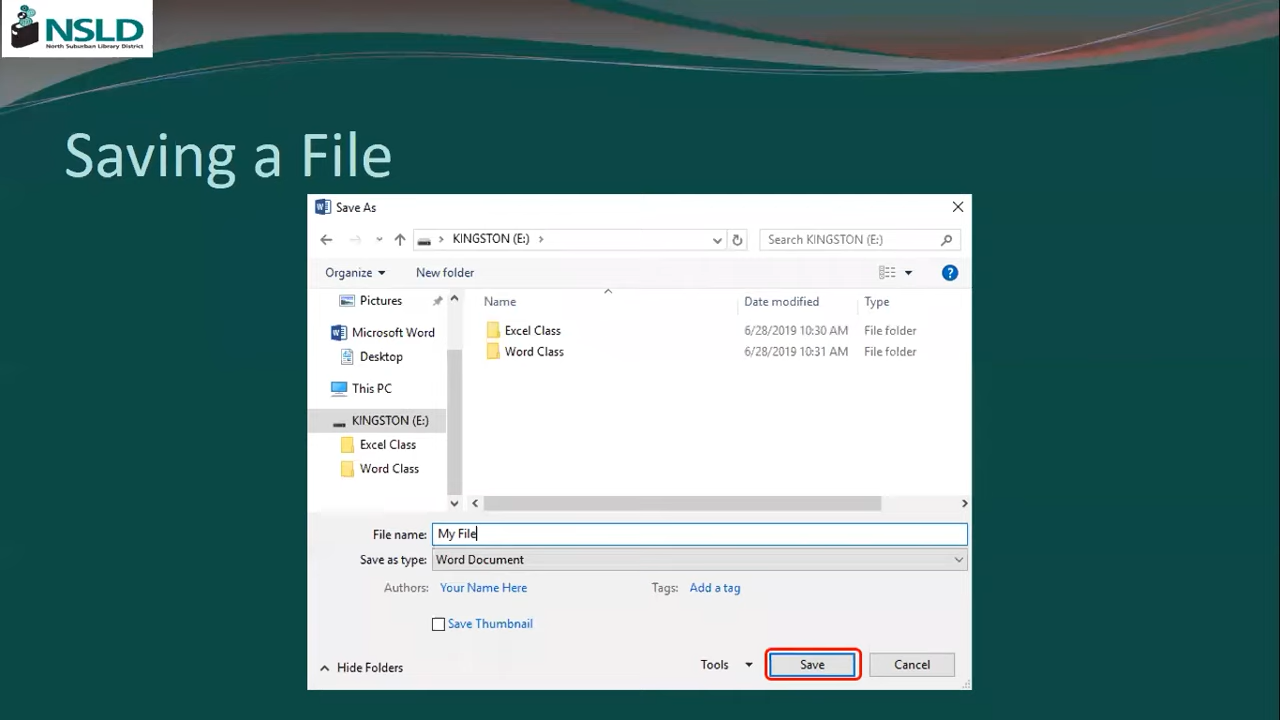 NSLD
North Suburban Library District
Saving a File
Save As
KINGSTON (E:)
Search KINGSTON (E:)
Organize
New folder
?
Pictures
Microsoft Word
Desktop
This PC
KINGSTON (E:)
Excel Class
Word Class
Name Date modified Type
Excel Class 6/28/2019 10:30 AM File folder
Word Class 6/28/2019 10:31 AM File folder
File name: My File
Save as type: Word Document
Authors: Your Name Here Tags: Add a tag
Save Thumbnail
Hide Folders
Tools
Save
Cancel